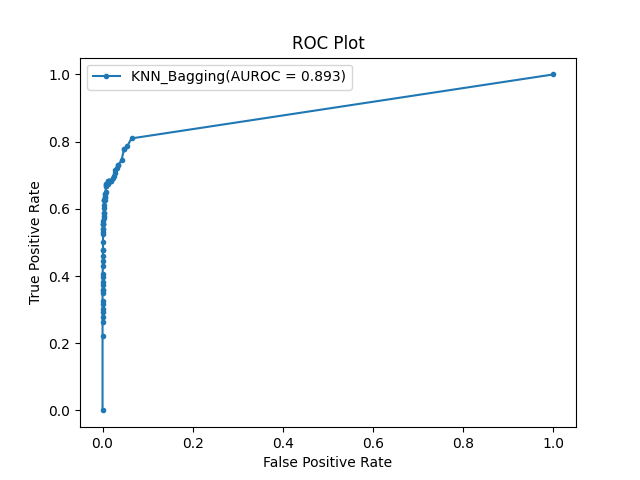 ROC Plot
KNN_Bagging(AUROC = 0.893)
1.0
0.8
0.6
0.4
0.2
0.0
True Positive Rate
0.0 0.2 0.4 0.6 0.8 1.0
False Positive Rate